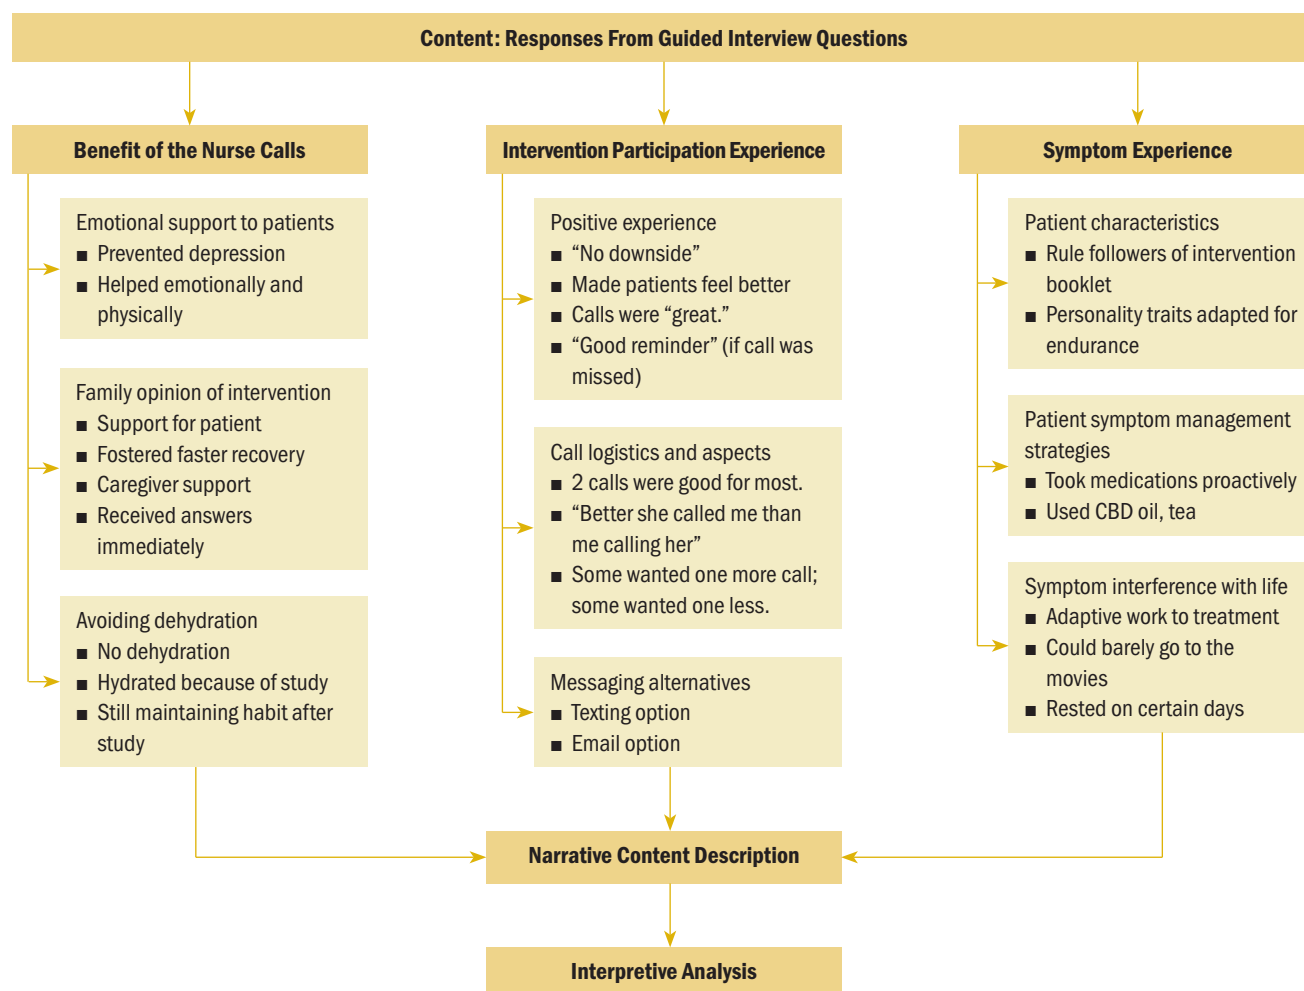 Content: Responses From Guided Interview Questions
Benefit of the Nurse Calls
Emotional support to patients
■ Prevented depression
■ Helped emotionally and
physically
Family opinion of intervention
■ Support for patient
■ Fostered faster recovery
■ Caregiver support
■ Received answers
immediately
Avoiding dehydration
■ No dehydration
■ Hydrated because of study
■ Still maintaining habit after
study
Intervention Participation Experience
Positive experience
■ “No downside”
■ Made patients feel better
■ Calls were “great.”
■ “Good reminder” (if call was
missed)
Call logistics and aspects
■ 2 calls were good for most.
■ “Better she called me than
me calling her”
■ Some wanted one more call;
some wanted one less.
Messaging alternatives
■ Texting option
■ Email option
Symptom Experience
Patient characteristics
■ Rule followers of intervention
booklet
■ Personality traits adapted for
endurance
Patient symptom management
strategies
■ Took medications proactively
■ Used CBD oil, tea
Symptom interference with life
■ Adaptive work to treatment
■ Could barely go to the
movies
■ Rested on certain days
Narrative Content Description
Interpretive Analysis